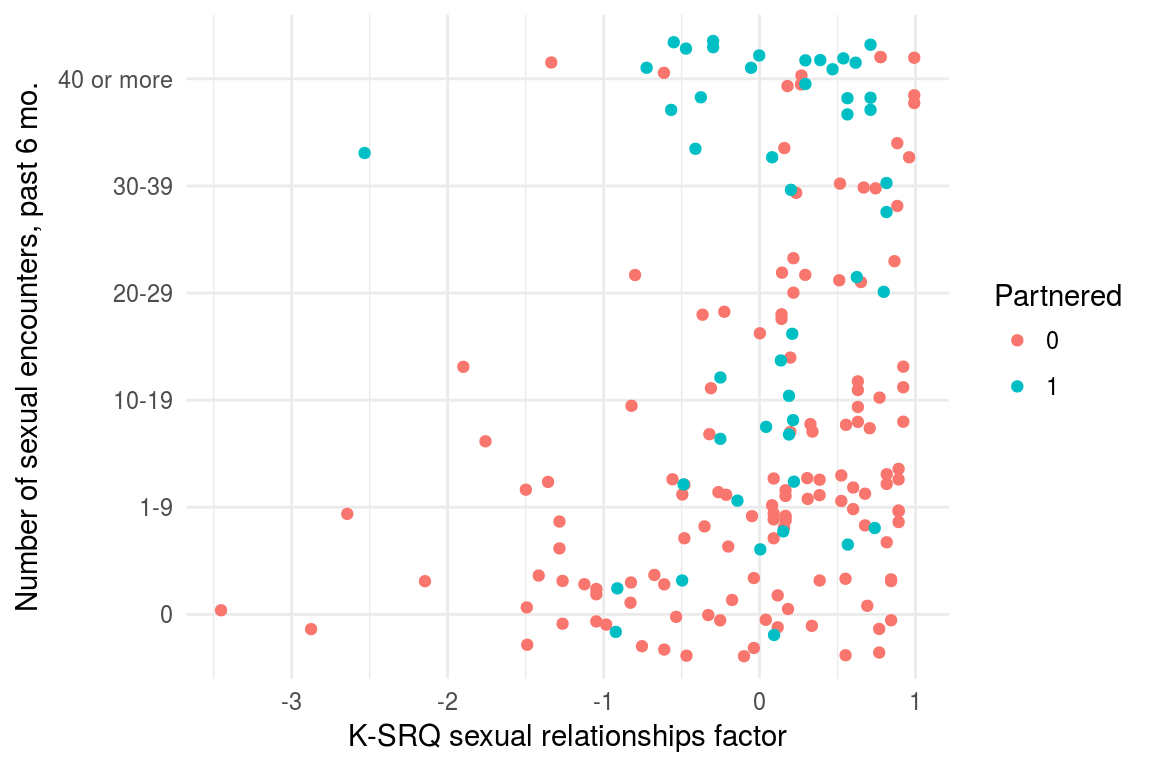 Number of sexual encounters, past 6 mo.
40 or more
30-39
20-29
10-19
1-9
0
-3 -2 -1 0 1
K-SRQ sexual relationships factor
Partnered
0
1